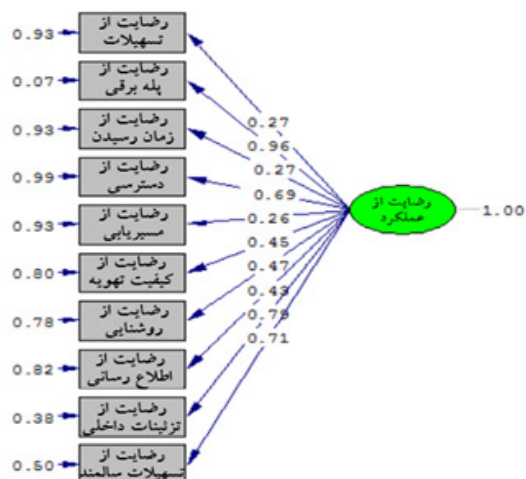 0.93
رضایت از
تسهیلات
0.07
رضایت از
پله برقی
0.93
رضایت از
زمان رسیدن
0.99
رضایت از
دسترسی
0.93
رضایت از
مسیریابی
0.80
رضایت از
کیفیت تهویه
0.78
رضایت از
روشنایی
0.82
رضایت از
اطلاع رسانی
0.38
رضایت از
تزئینات داخلی
0.50
رضایت از
تسهیلات سالمند
0.27
0.96
0.27
0.69
0.26
0.45
0.47
0.43
0.79
0.71
رضایت از
عملکرد
1.00